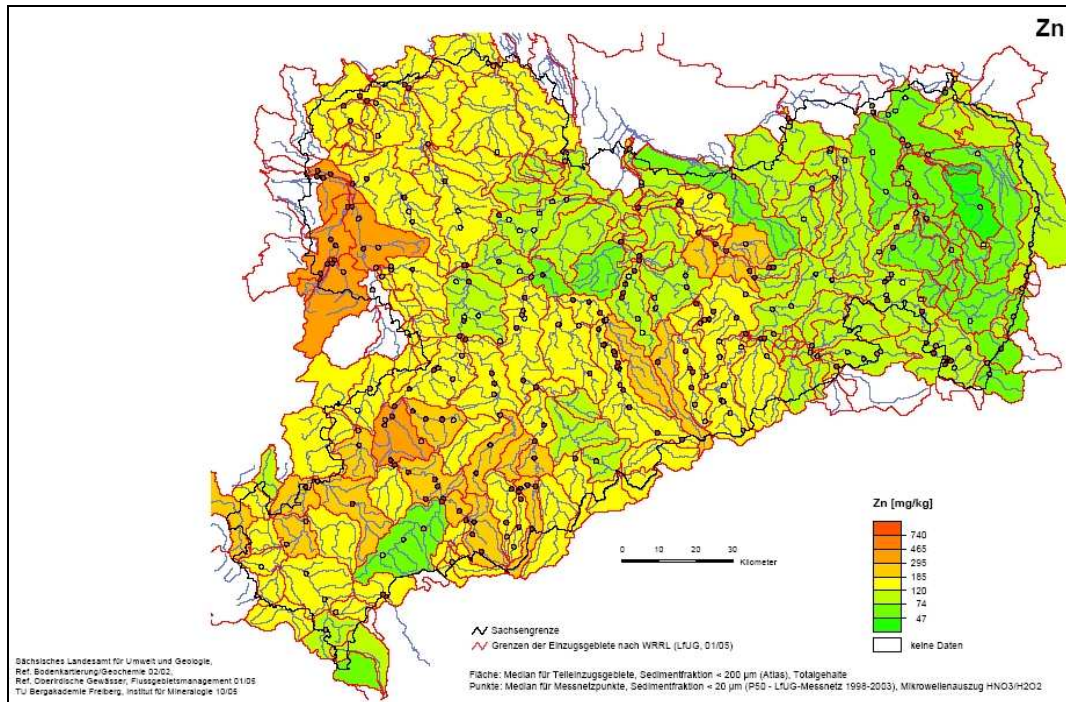 Zn
Zn [mg/kg]
740
465
295
185
120
74
47
keine Daten
0 10 20 30
Kilometer
Sachsengrenze
Grenzen der Einzugsgebiete nach WRRL (LfUG, 01/05)
Sächsisches Landesamt für Umwelt und Geologie,
Ref. Bodenkartierung/Geochemie 02/02,
Ref. Oberirdische Gewässer, Flussgebietsmanagement 01/05
TU Bergakademie Freiberg, Institut für Mineralogie 10/05
Fläche: Median für Teileinzugsgebiete, Sedimentfraktion < 200 µm (Atlas), Totalgehalte
Punkte: Median für Messnetzpunkte, Sedimentfraktion < 20 µm (P50 - LfUG-Messnetz 1998-2003), Mikrowellenauszug HNO3/H2O2